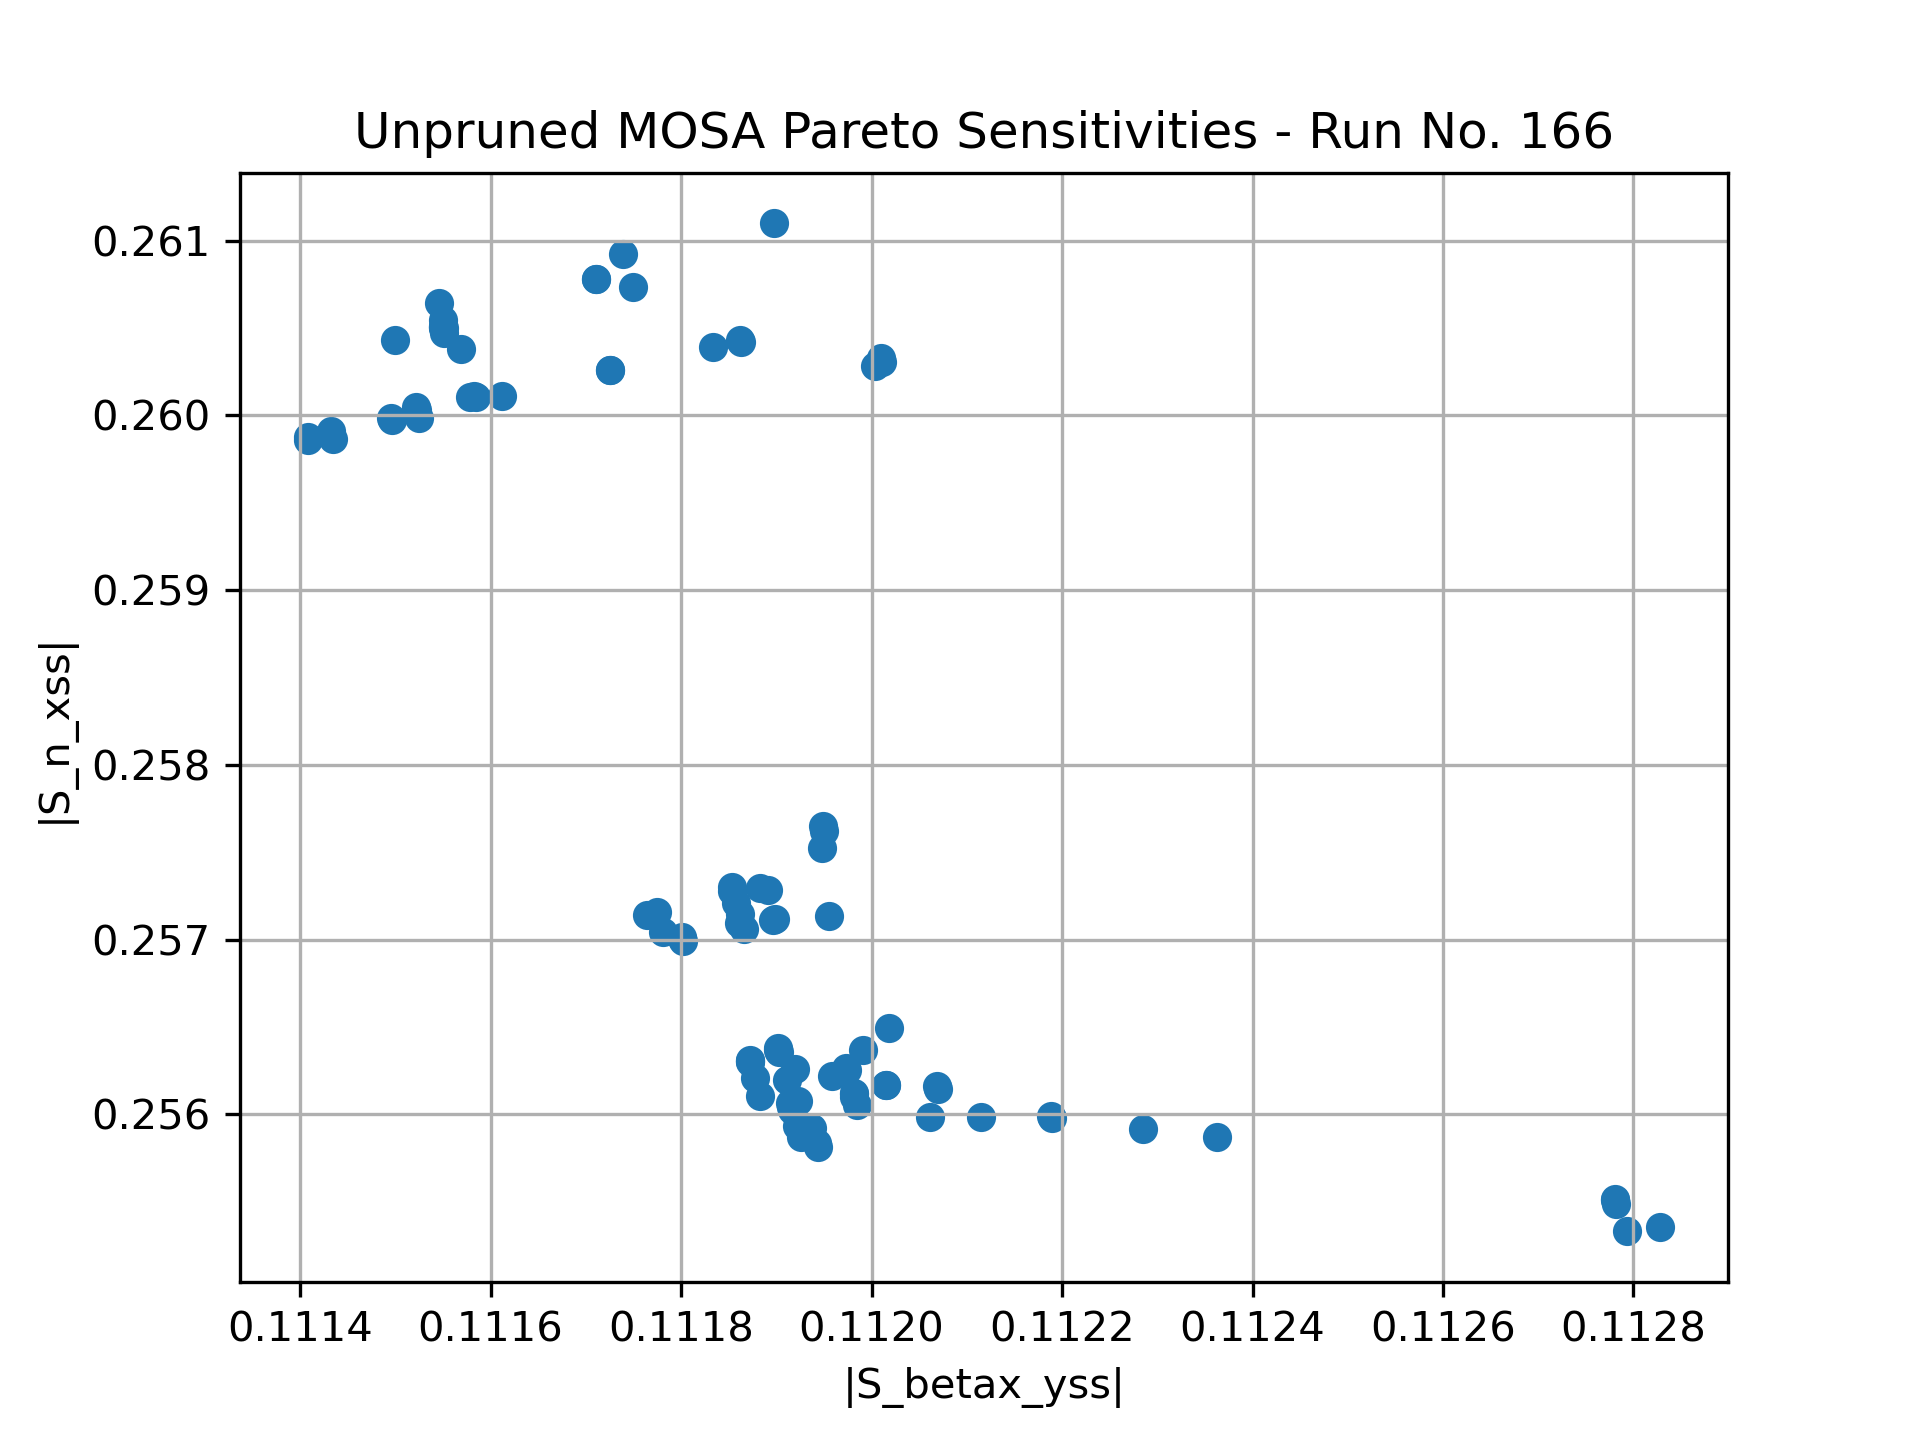 Unpruned MOSA Pareto Sensitivities - Run No. 166
0.261
0.260
0.259
0.258
0.257
0.256
|S_n_xss|
0.1114 0.1116 0.1118 0.1120 0.1122 0.1124 0.1126 0.1128
|S_betax_yss|